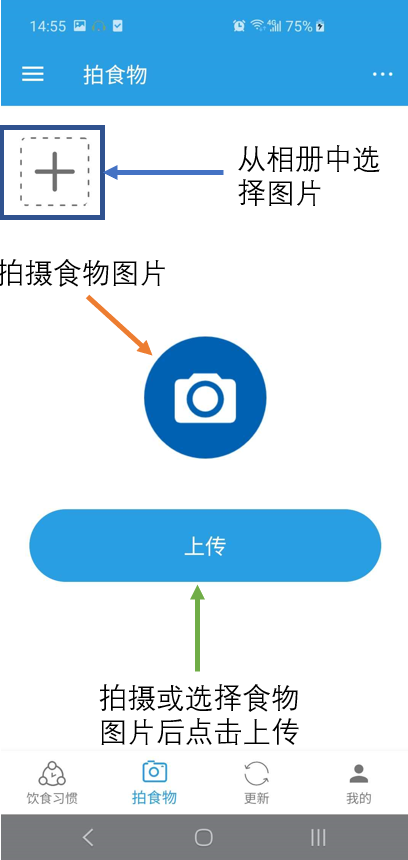 14:55
4G 75%
拍食物
从相册中选
择图片
拍摄食物图片
上传
拍摄或选择食物
图片后点击上传
饮食习惯 拍食物 更新 我的